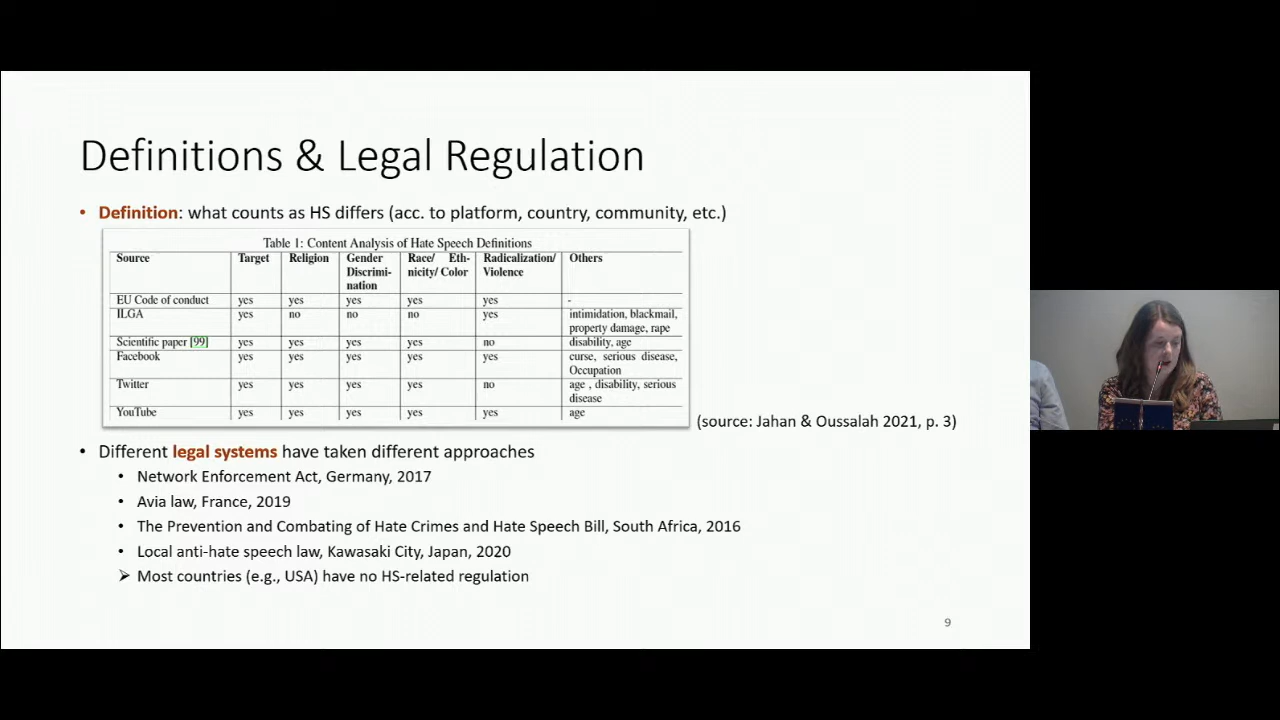 Definitions & Legal Regulation
• Definition: what counts as HS differs (acc. to platform, country, community, etc.)
Table 1: Content Analysis of Hate Speech Definitions
Source Target Religion Gender Discrimi-nation Race/ Eth-nicity/ Color Radicalization/ Violence Others
EU Code of conduct yes yes yes yes yes -
ILGA yes no no no yes intimidation, blackmail, property damage, rape
Scientific paper [99] yes yes yes yes no disability, age
Facebook yes yes yes yes yes curse, serious disease, Occupation
Twitter yes yes yes yes no age , disability, serious disease
YouTube yes yes yes yes yes age
(source: Jahan & Oussalah 2021, p. 3)
• Different legal systems have taken different approaches
• Network Enforcement Act, Germany, 2017
• Avia law, France, 2019
• The Prevention and Combating of Hate Crimes and Hate Speech Bill, South Africa, 2016
• Local anti-hate speech law, Kawasaki City, Japan, 2020
➢ Most countries (e.g., USA) have no HS-related regulation
9